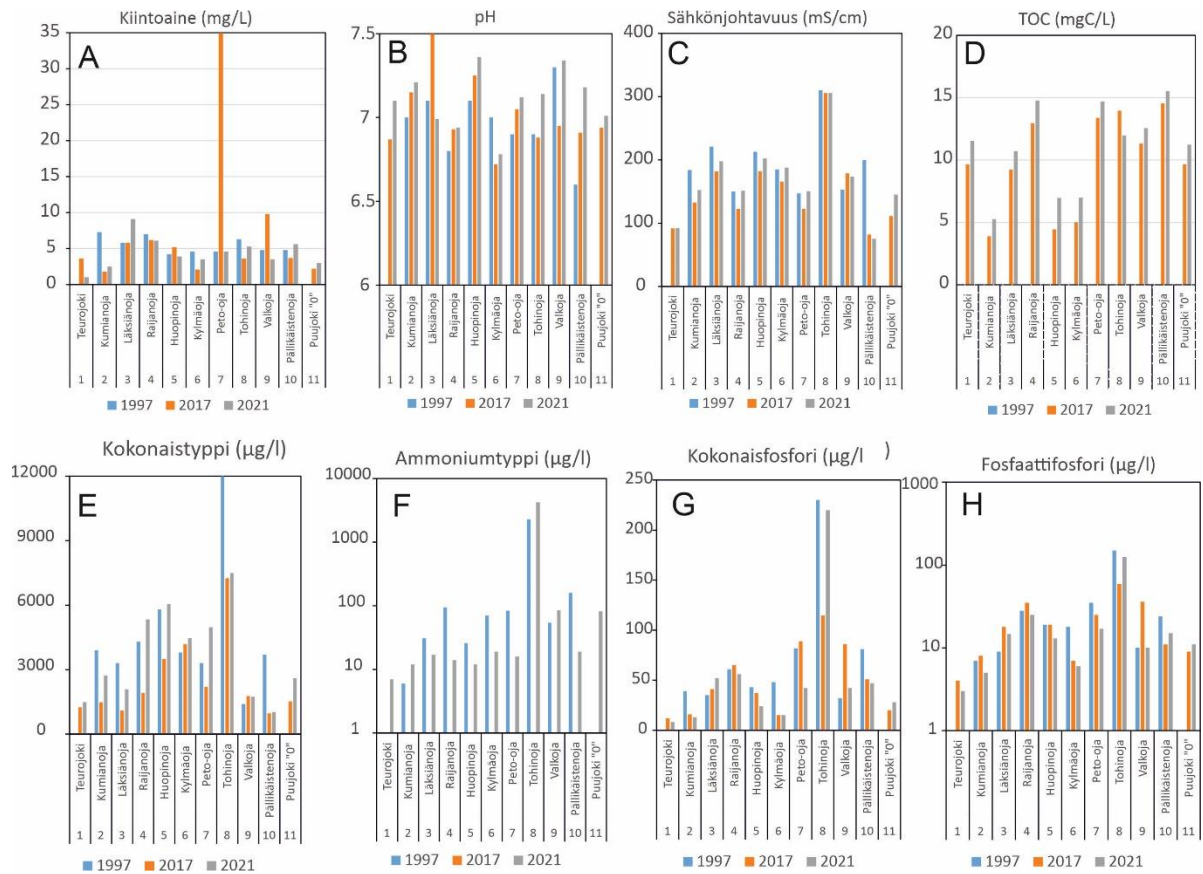 Kiintoaine (mg/L)
A
35
30
25
20
15
10
5
0
Teurojoki
Kumianoja
Läksiänoja
Raijanoja
Huopinoja
Kylmäoja
Peto-oja
Tohinoja
Valkoja
Pällikäistenoja
Puujoki "0"
1 2 3 4 5 6 7 8 9 10 11
1997 2017 2021
pH
B
7.5
7
6.5
6
Teurojoki
Kumianoja
Läksiänoja
Raijanoja
Huopinoja
Kylmäoja
Peto-oja
Tohinoja
Valkoja
Pällikäistenoja
Puujoki "0"
1 2 3 4 5 6 7 8 9 10 11
1997 2017 2021
Sähkönjohtavuus (mS/cm)
C
400
300
200
100
0
Teurojoki
Kumianoja
Läksiänoja
Raijanoja
Huopinoja
Kylmäoja
Peto-oja
Tohinoja
Valkoja
Pällikäistenoja
Puujoki "0"
1 2 3 4 5 6 7 8 9 10 11
1997 2017 2021
TOC (mgC/L)
D
20
15
10
5
0
Teurojoki
Kumianoja
Läksiänoja
Raijanoja
Huopinoja
Kylmäoja
Peto-oja
Tohinoja
Valkoja
Pällikäistenoja
Puujoki "0"
1 2 3 4 5 6 7 8 9 10 11
1997 2017 2021
Kokonaistyppi (µg/l)
E
12000
9000
6000
3000
0
Teurojoki
Kumianoja
Läksiänoja
Raijanoja
Huopinoja
Kylmäoja
Peto-oja
Tohinoja
Valkoja
Pällikäistenoja
Puujoki "0"
1 2 3 4 5 6 7 8 9 10 11
1997 2017 2021
Ammoniumtyppi (µg/l)
F
10000
1000
100
10
1
Teurojoki
Kumianoja
Läksiänoja
Raijanoja
Huopinoja
Kylmäoja
Peto-oja
Tohinoja
Valkoja
Pällikäistenoja
Puujoki "0"
1 2 3 4 5 6 7 8 9 10 11
1997 2017 2021
Kokonaisfosfori (µg/l )
G
250
200
150
100
50
0
Teurojoki
Kumianoja
Läksiänoja
Raijanoja
Huopinoja
Kylmäoja
Peto-oja
Tohinoja
Valkoja
Pällikäistenoja
Puujoki "0"
1 2 3 4 5 6 7 8 9 10 11
1997 2017 2021
Fosfaattifosfori (µg/l)
H
1000
100
10
1
Teurojoki
Kumianoja
Läksiänoja
Raijanoja
Huopinoja
Kylmäoja
Peto-oja
Tohinoja
Valkoja
Pällikäistenoja
Puujoki "0"
1 2 3 4 5 6 7 8 9 10 11
1997 2017 2021